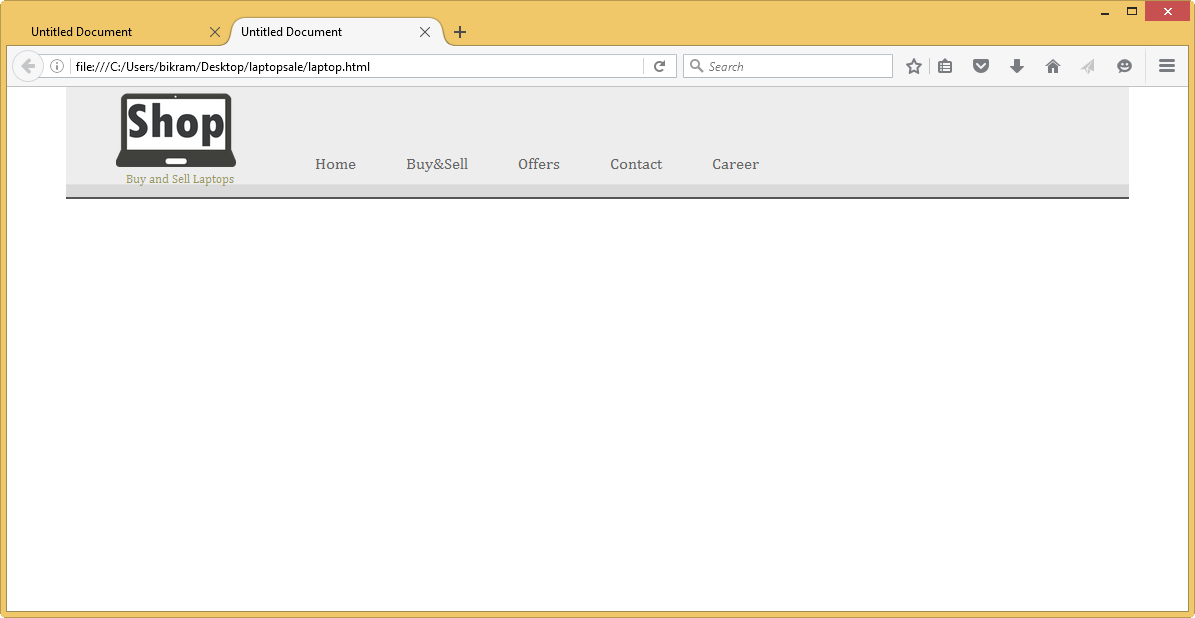 Untitled Document Untitled Document
file:///C:/Users/bikram/Desktop/laptopsale/laptop.html Search
Shop
Buy and Sell Laptops
Home Buy&Sell Offers Contact Career